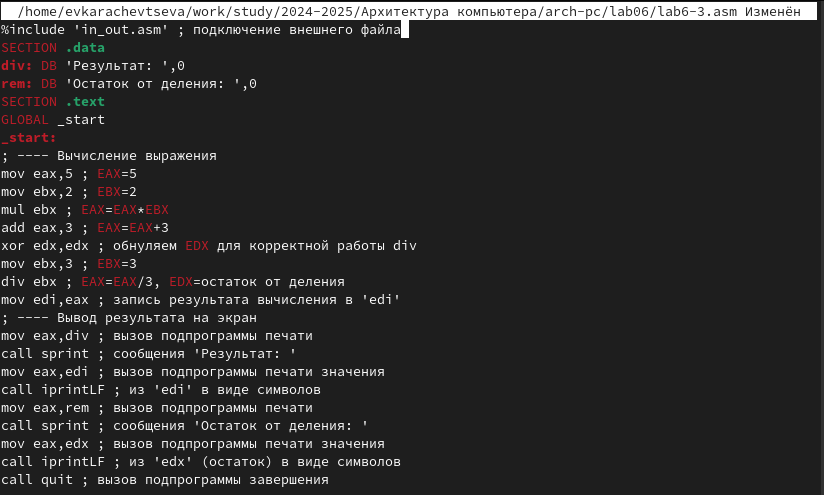 /home/evkarachevtseva/work/study/2024-2025/Архитектура компьютера/arch-pc/lab06/lab6-3.asm Изменён
%include 'in_out.asm' ; подключение внешнего файла
SECTION .data
div: DB 'Результат: ',0
rem: DB 'Остаток от деления: ',0
SECTION .text
GLOBAL _start
_start:
; ---- Вычисление выражения
mov eax,5 ; EAX=5
mov ebx,2 ; EBX=2
mul ebx ; EAX=EAX*EBX
add eax,3 ; EAX=EAX+3
xor edx,edx ; обнуляем EDX для корректной работы div
mov ebx,3 ; EBX=3
div ebx ; EAX=EAX/3, EDX=остаток от деления
mov edi,eax ; запись результата вычисления в 'edi'
; ---- Вывод результата на экран
mov eax,div ; вызов подпрограммы печати
call sprint ; сообщения 'Результат: '
mov eax,edi ; вызов подпрограммы печати значения
call iprintLF ; из 'edi' в виде символов
mov eax,rem ; вызов подпрограммы печати
call sprint ; сообщения 'Остаток от деления: '
mov eax,edx ; вызов подпрограммы печати значения
call iprintLF ; из 'edx' (остаток) в виде символов
call quit ; вызов подпрограммы завершения